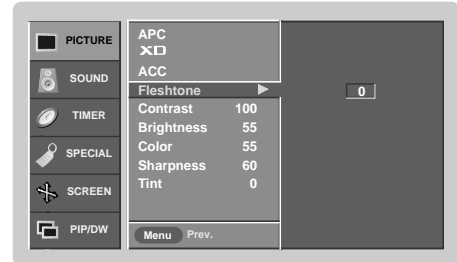 PICTURE
SOUND
TIMER
SPECIAL
SCREEN
PIP/DW
APC
XD
ACC
Fleshtone
Contrast 100
Brightness 55
Color 55
Sharpness 60
Tint 0
Menu Prev.
0